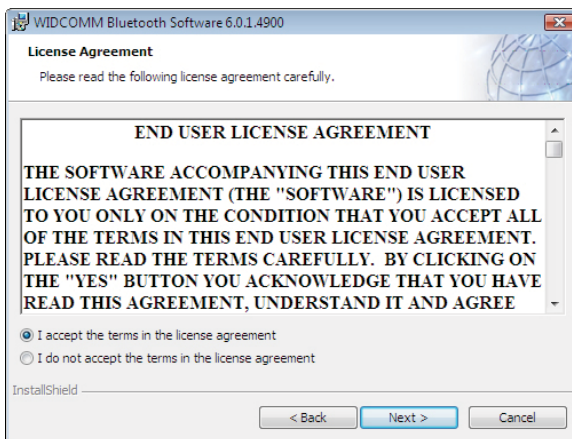 WIDCOMM Bluetooth Software 6.0.1.4900
License Agreement
Please read the following license agreement carefully.
END USER LICENSE AGREEMENT
THE SOFTWARE ACCOMPANYING THIS END USER
LICENSE AGREEMENT (THE "SOFTWARE") IS LICENSED
TO YOU ONLY ON THE CONDITION THAT YOU ACCEPT ALL
OF THE TERMS IN THIS END USER LICENSE AGREEMENT.
PLEASE READ THE TERMS CAREFULLY. BY CLICKING ON
THE "YES" BUTTON YOU ACKNOWLEDGE THAT YOU HAVE
READ THIS AGREEMENT, UNDERSTAND IT AND AGREE
I accept the terms in the license agreement
I do not accept the terms in the license agreement
InstallShield
< Back Next > Cancel